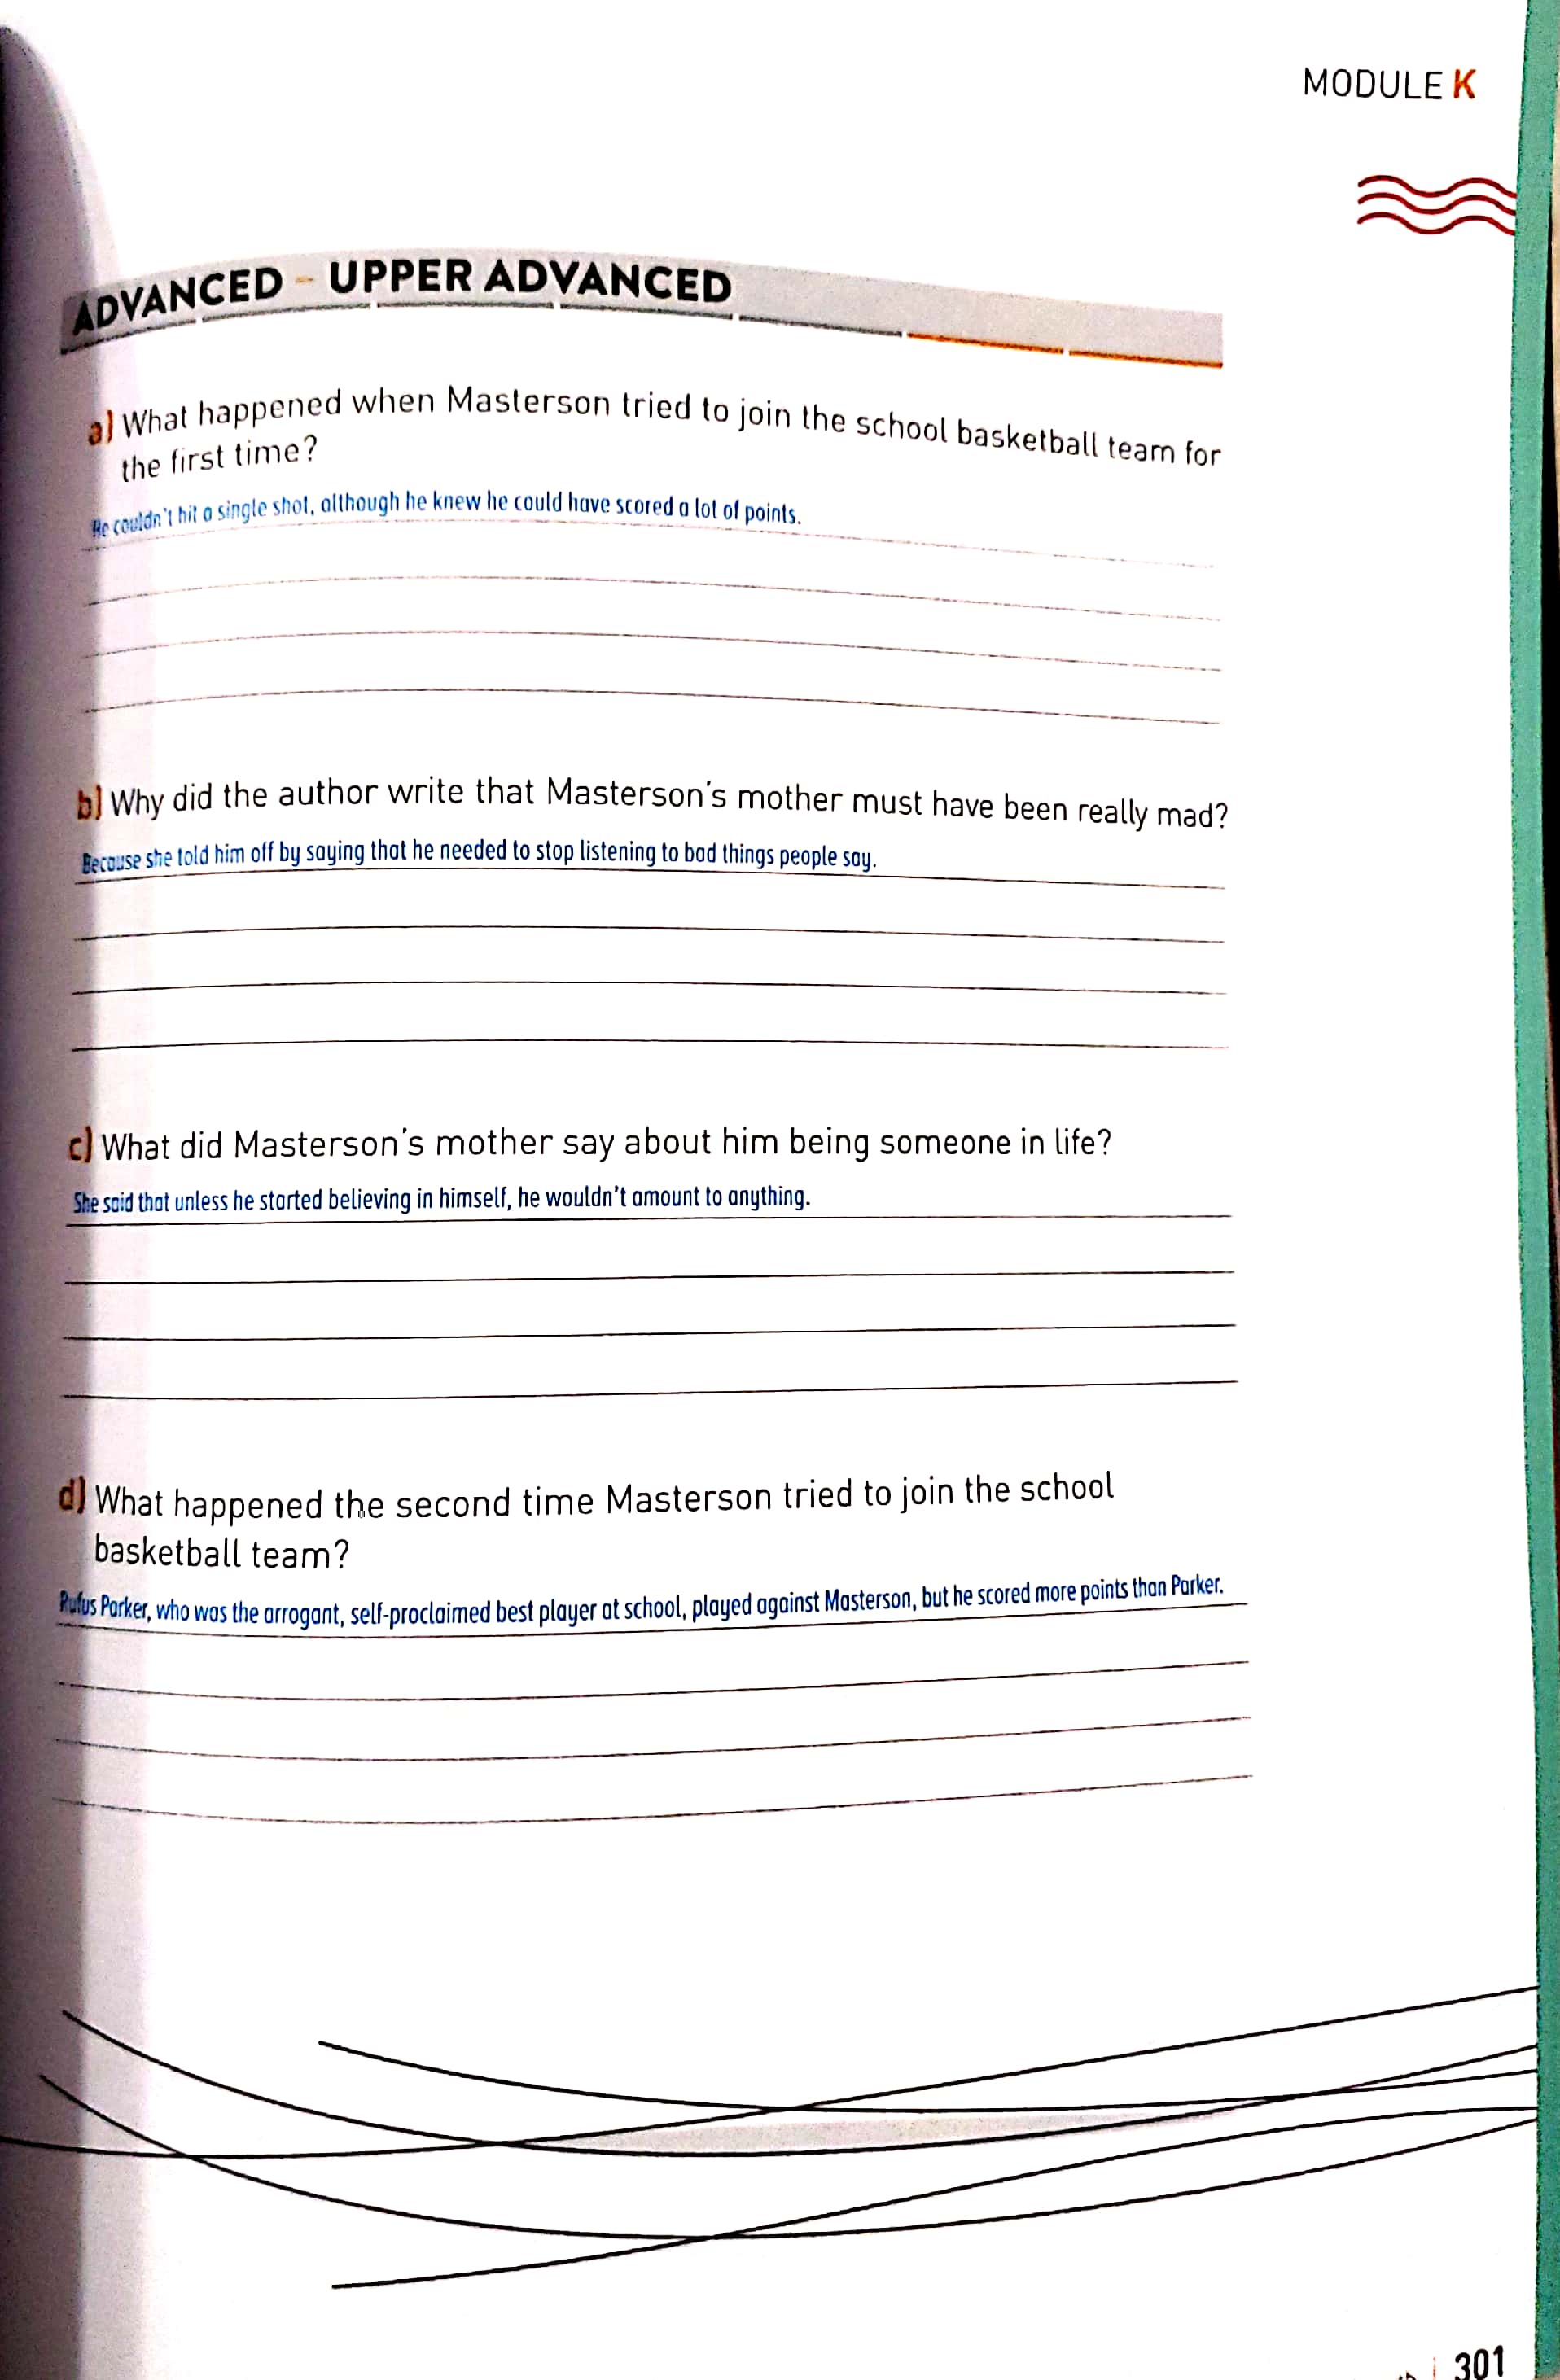 MODULE K
ADVANCED - UPPER ADVANCED
a) What happened when Masterson tried to join the school basketball team for
the first time?
He couldn't hit a single shot, although he knew he could have scored a lot of points.
b) Why did the author write that Masterson's mother must have been really mad?
Because she told him off by saying that he needed to stop listening to bad things people say.
c) What did Masterson's mother say about him being someone in life?
She said that unless he started believing in himself, he wouldn't amount to anything.
d) What happened the second time Masterson tried to join the school
basketball team?
Rufus Parker, who was the arrogant, self-proclaimed best player at school, played against Masterson, but he scored more points than Parker.
301